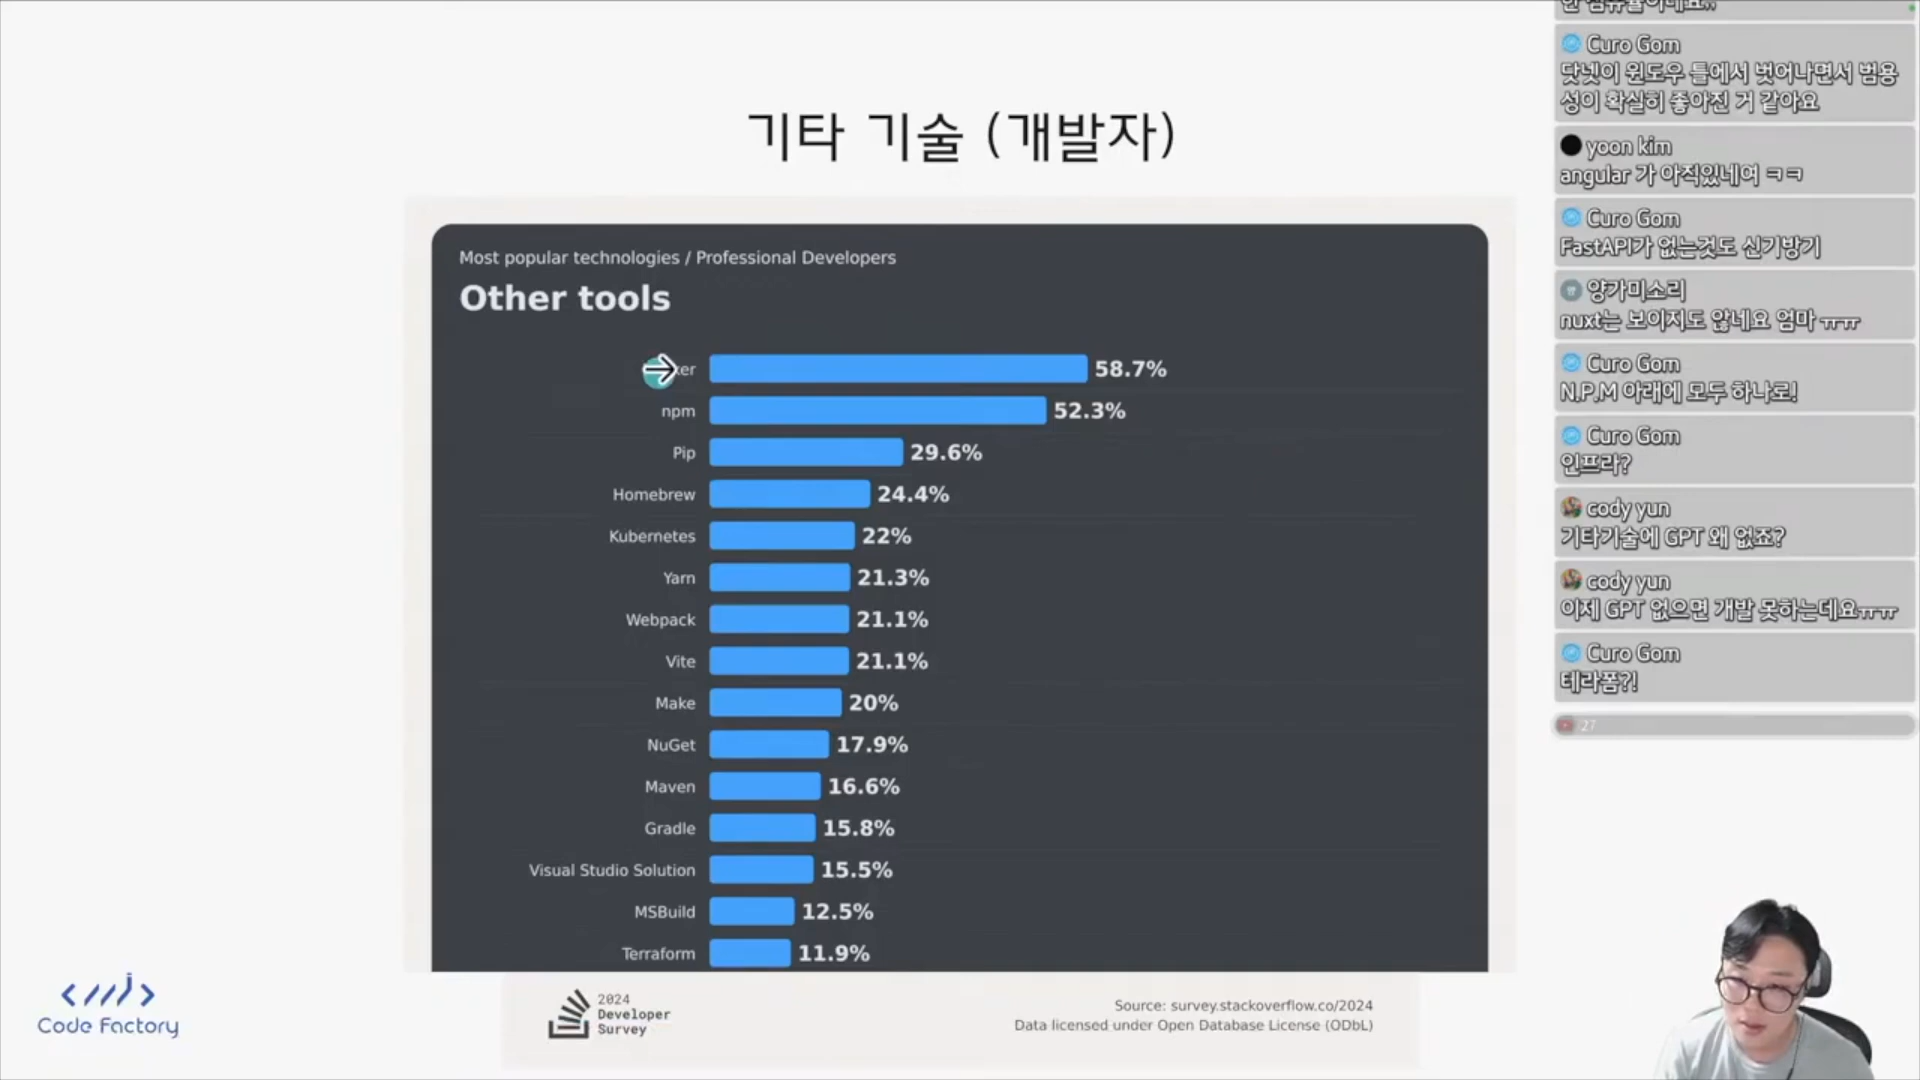 기타 기술 (개발자)
Most popular technologies / Professional Developers
Other tools
ker 58.7%
npm 52.3%
Pip 29.6%
Homebrew 24.4%
Kubernetes 22%
Yarn 21.3%
Webpack 21.1%
Vite 21.1%
Make 20%
NuGet 17.9%
Maven 16.6%
Gradle 15.8%
Visual Studio Solution 15.5%
MSBuild 12.5%
Terraform 11.9%
2024
Developer
Survey
Source: survey.stackoverflow.co/2024
Data licensed under Open Database License (ODbL)
Code Factory
Curo Gom
닷넷이 윈도우 틀에서 벗어나면서 범용
성이 확실히 좋아진 거 같아요
yoon kim
angular 가 아직있네여 ㅋㅋ
Curo Gom
FastAPI가 없는것도 신기방기
양가미소리
nuxt는 보이지도 않네요 엄마 ㅠㅠ
Curo Gom
N.P.M 아래에 모두 하나로!
Curo Gom
인프라?
cody yun
기타기술에 GPT 왜 없죠?
cody yun
이제 GPT 없으면 개발 못하는데요ㅠㅠ
Curo Gom
테라폼?!
27